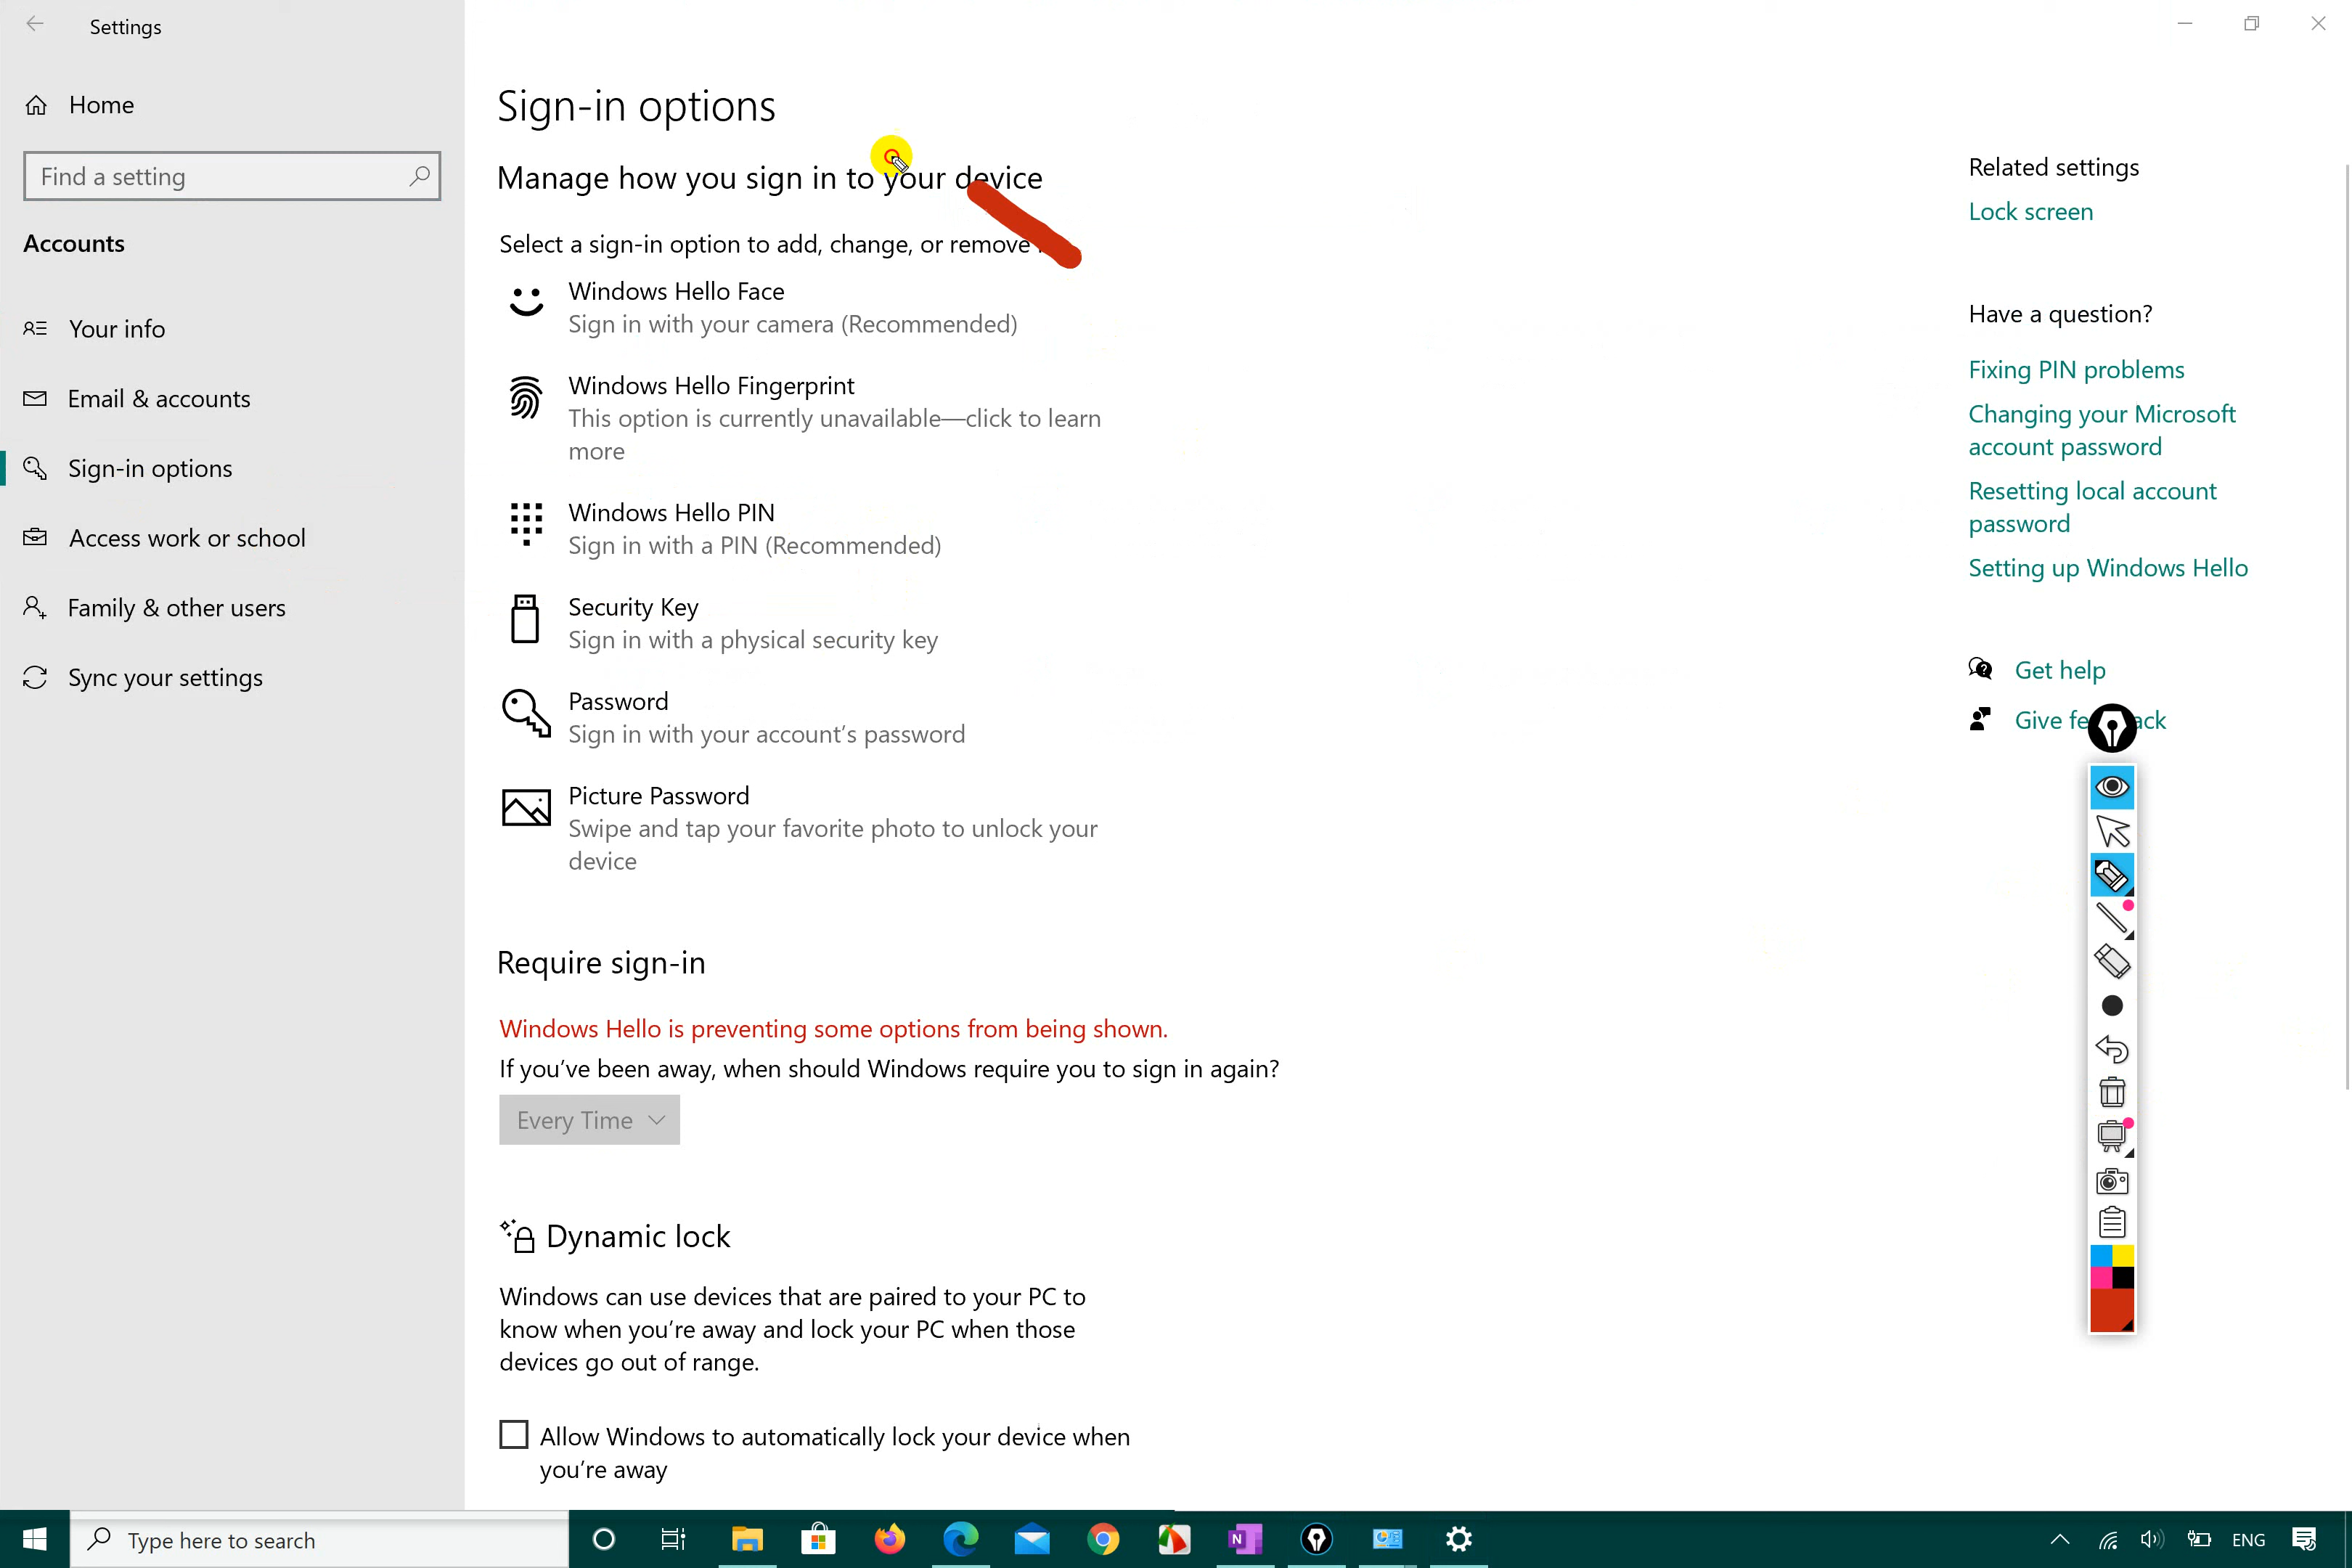 Settings
Home
Find a setting
Accounts
Your info
Email & accounts
Sign-in options
Access work or school
Family & other users
Sync your settings
Sign-in options
Manage how you sign in to your device
Select a sign-in option to add, change, or remove
Windows Hello Face
Sign in with your camera (Recommended)
Windows Hello Fingerprint
This option is currently unavailable—click to learn
more
Windows Hello PIN
Sign in with a PIN (Recommended)
Security Key
Sign in with a physical security key
Password
Sign in with your account's password
Picture Password
Swipe and tap your favorite photo to unlock your
device
Require sign-in
Windows Hello is preventing some options from being shown.
If you've been away, when should Windows require you to sign in again?
Every Time
Dynamic lock
Windows can use devices that are paired to your PC to
know when you're away and lock your PC when those
devices go out of range.
Allow Windows to automatically lock your device when
you're away
Related settings
Lock screen
Have a question?
Fixing PIN problems
Changing your Microsoft
account password
Resetting local account
password
Setting up Windows Hello
Get help
Give
Type here to search
ENG